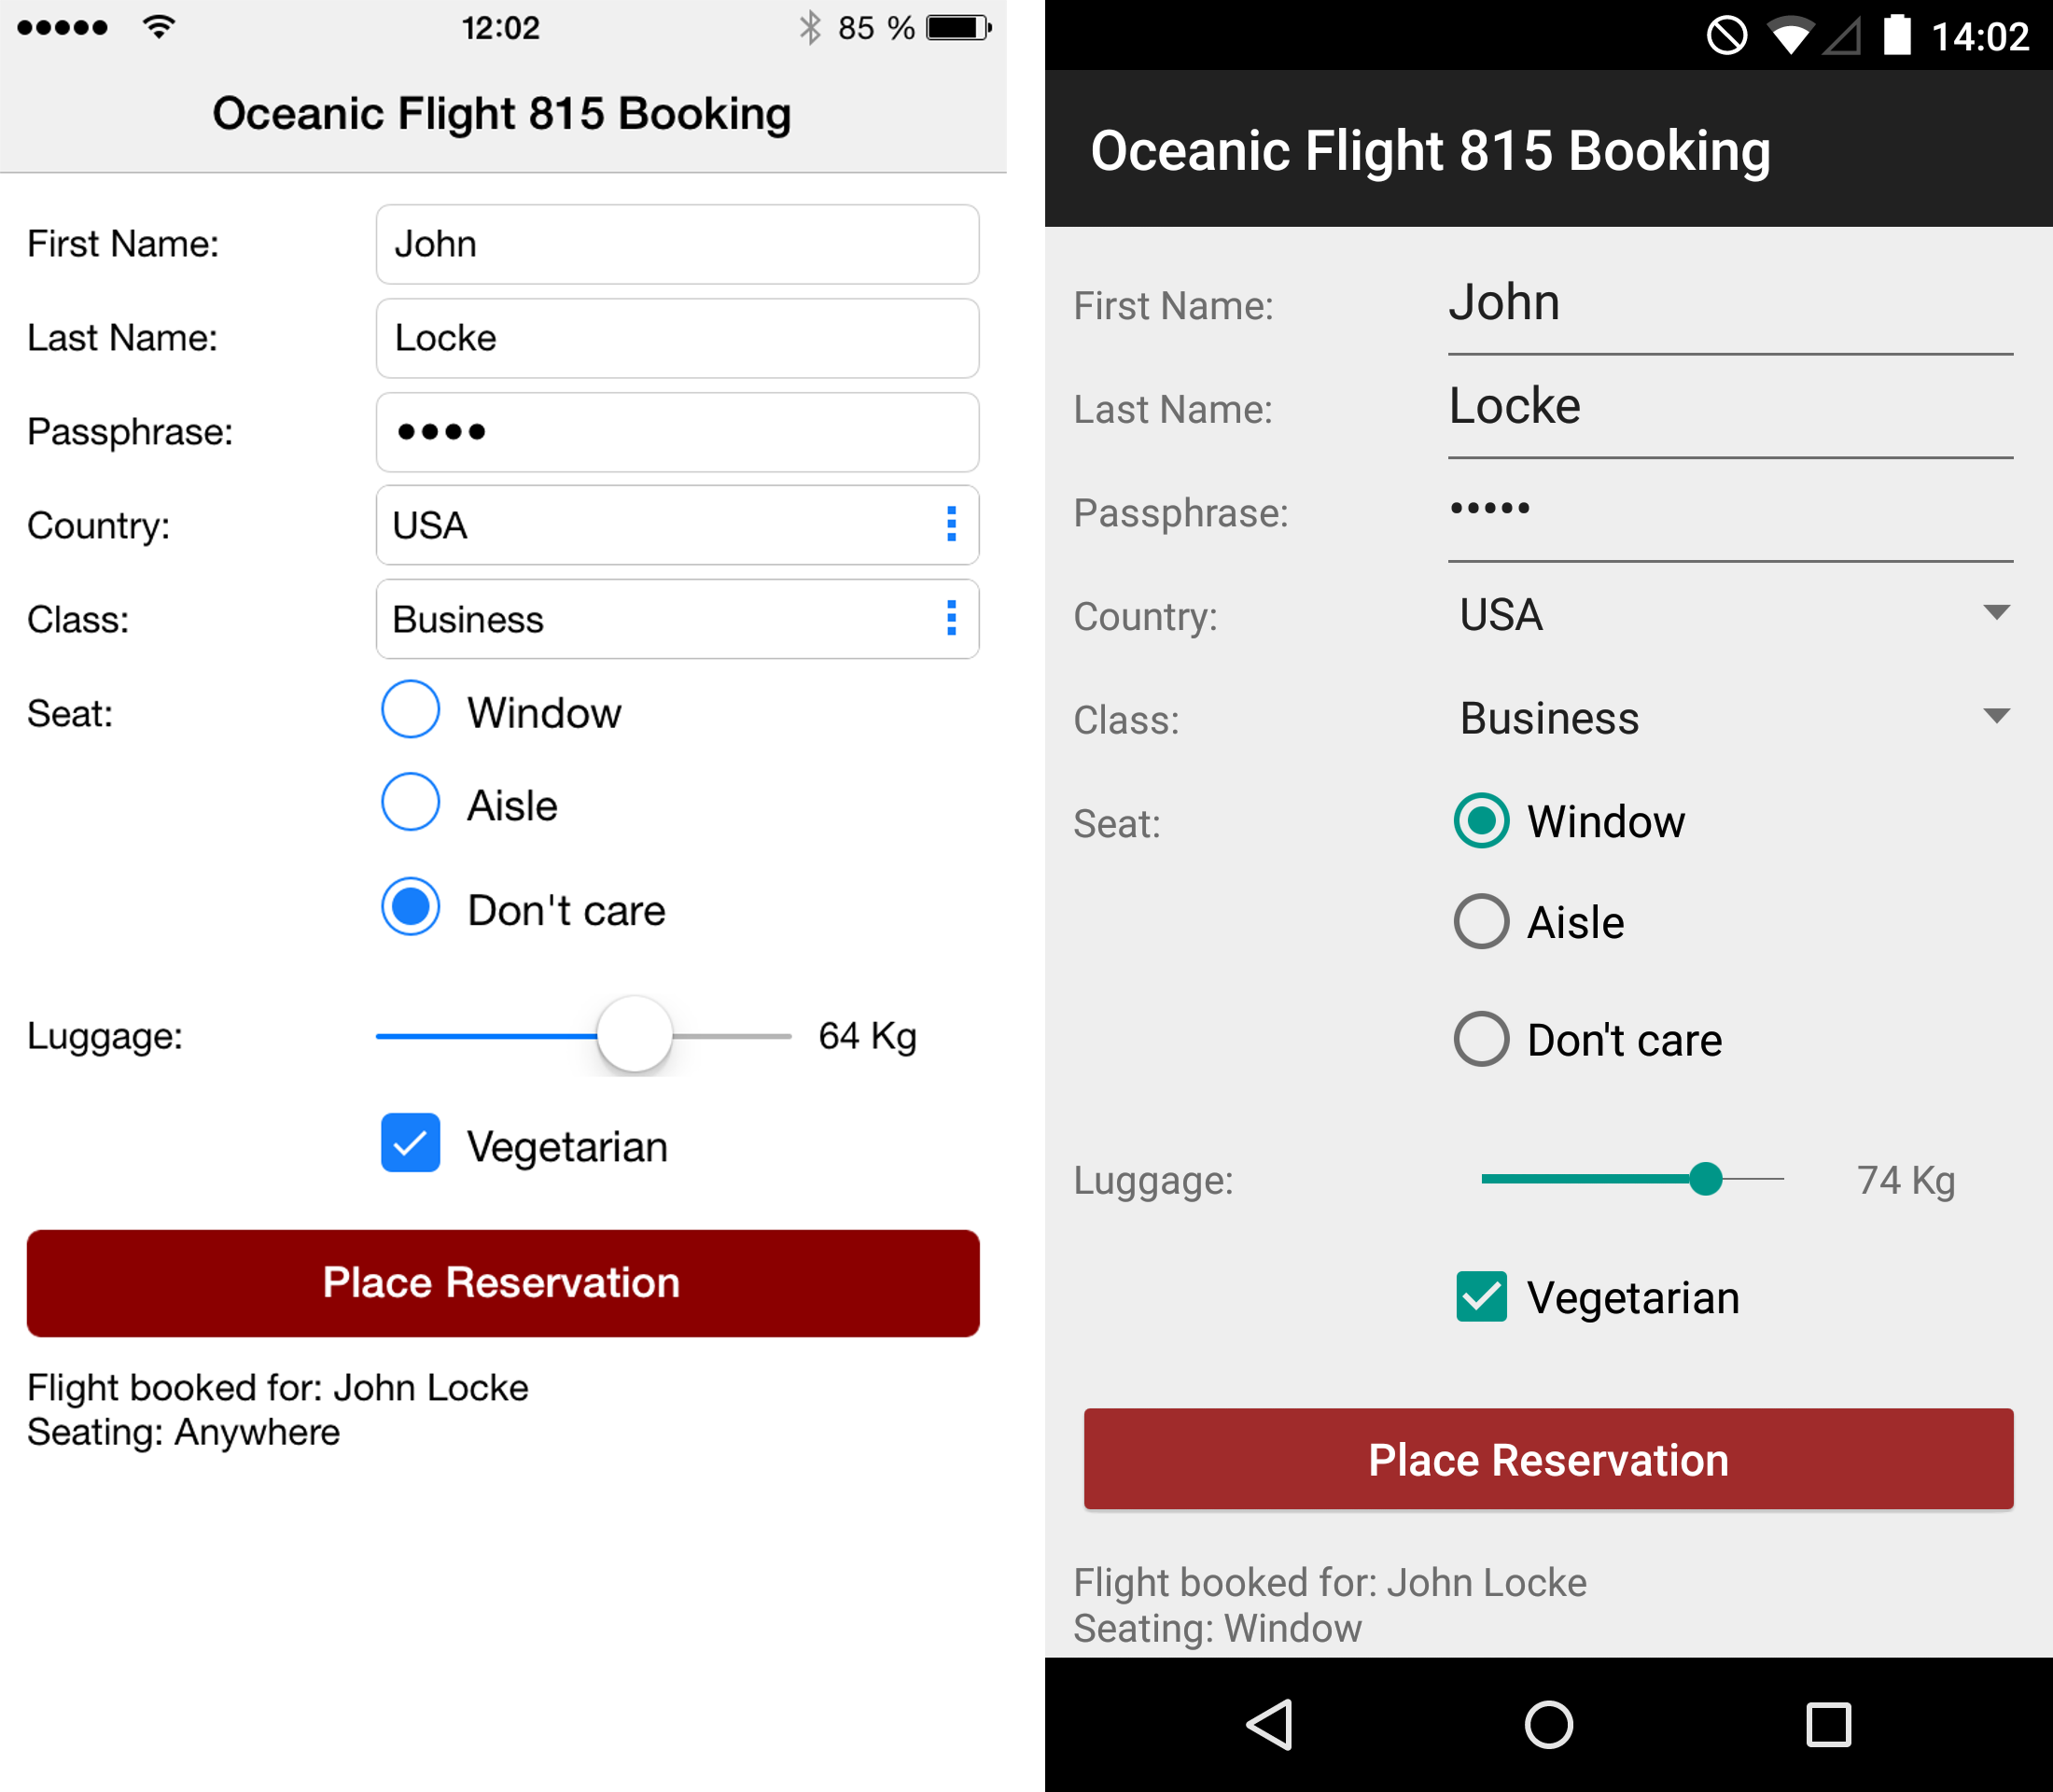 12:02
85 %
Oceanic Flight 815 Booking
First Name: John
Last Name: Locke
Passphrase: ••••
Country: USA
Class: Business
Seat: Window
Aisle
Don't care
Luggage: 64 Kg
Vegetarian
Place Reservation
Flight booked for: John Locke
Seating: Anywhere
14:02
Oceanic Flight 815 Booking
First Name: John
Last Name: Locke
Passphrase: •••••
Country: USA
Class: Business
Seat: Window
Aisle
Don't care
Luggage: 74 Kg
Vegetarian
Place Reservation
Flight booked for: John Locke
Seating: Window